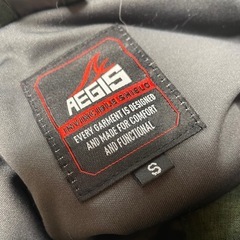 AEGIS
EVERY GARMENT IS DESIGNED
AND MADE FOR COMFORT
AND FUNCTIONAL
S